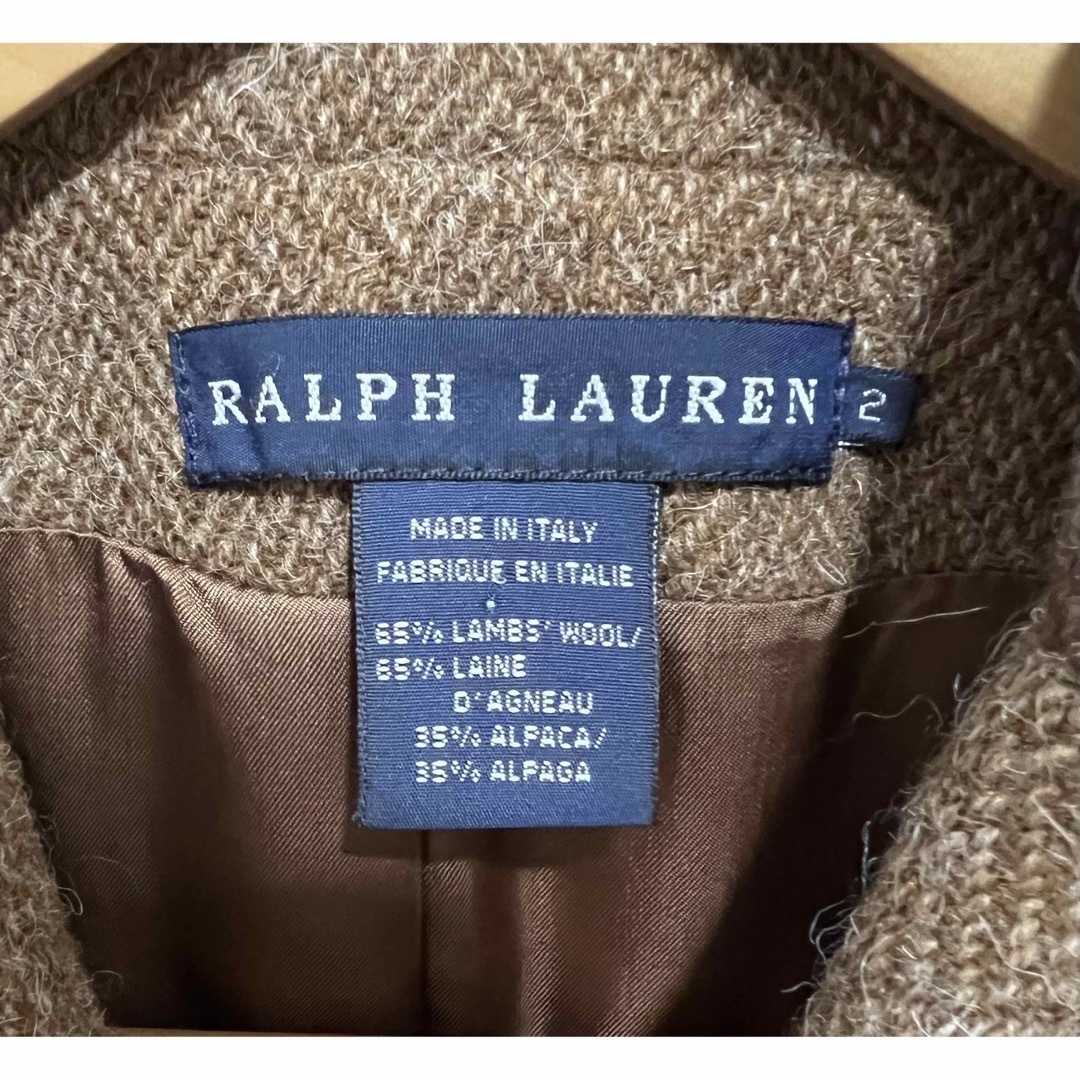 RALPH LAUREN 2
MADE IN ITALY
FABRIQUE EN ITALIE
65% LAMBS' WOOL/
65% LAINE
D'AGNEAU
35% ALPACA/
35% ALPAGA